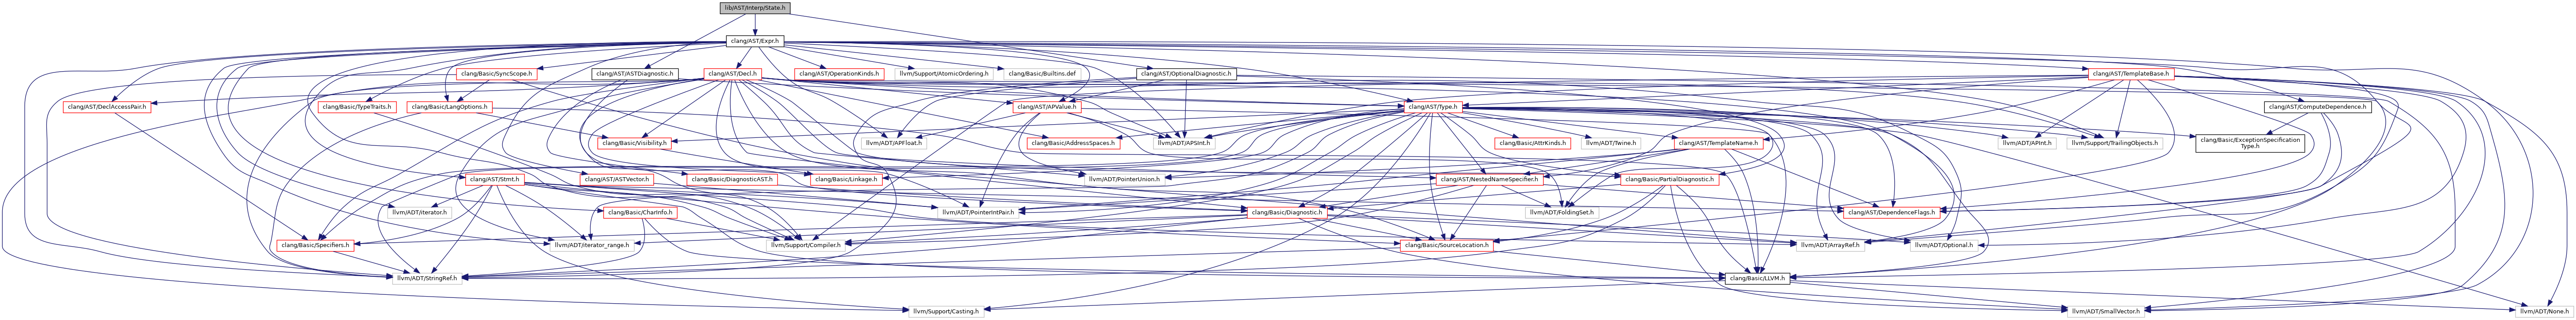 lib/AST/Interp/State.h
clang/AST/Expr.h
clang/Basic/SyncScope.h
clang/AST/ASTDiagnostic.h
clang/AST/Decl.h
clang/AST/OperationKinds.h
llvm/Support/AtomicOrdering.h
clang/Basic/Builtins.def
clang/AST/OptionalDiagnostic.h
clang/AST/TemplateBase.h
clang/AST/DeclAccessPair.h
clang/Basic/TypeTraits.h
clang/Basic/LangOptions.h
clang/AST/APValue.h
clang/AST/Type.h
clang/AST/ComputeDependence.h
clang/Basic/Visibility.h
llvm/ADT/APFloat.h
clang/Basic/AddressSpaces.h
llvm/ADT/APSInt.h
clang/Basic/AttrKinds.h
llvm/ADT/Twine.h
clang/AST/TemplateName.h
llvm/ADT/APInt.h
llvm/Support/TrailingObjects.h
clang/Basic/ExceptionSpecification
Type.h
clang/AST/Stmt.h
clang/AST/ASTVector.h
clang/Basic/DiagnosticAST.h
clang/Basic/Linkage.h
llvm/ADT/PointerUnion.h
clang/AST/NestedNameSpecifier.h
clang/Basic/PartialDiagnostic.h
llvm/ADT/iterator.h
clang/Basic/CharInfo.h
llvm/ADT/PointerIntPair.h
clang/Basic/Diagnostic.h
llvm/ADT/FoldingSet.h
clang/AST/DependenceFlags.h
clang/Basic/Specifiers.h
llvm/ADT/iterator_range.h
llvm/Support/Compiler.h
clang/Basic/SourceLocation.h
llvm/ADT/ArrayRef.h
llvm/ADT/Optional.h
llvm/ADT/StringRef.h
clang/Basic/LLVM.h
llvm/Support/Casting.h
llvm/ADT/SmallVector.h
llvm/ADT/None.h